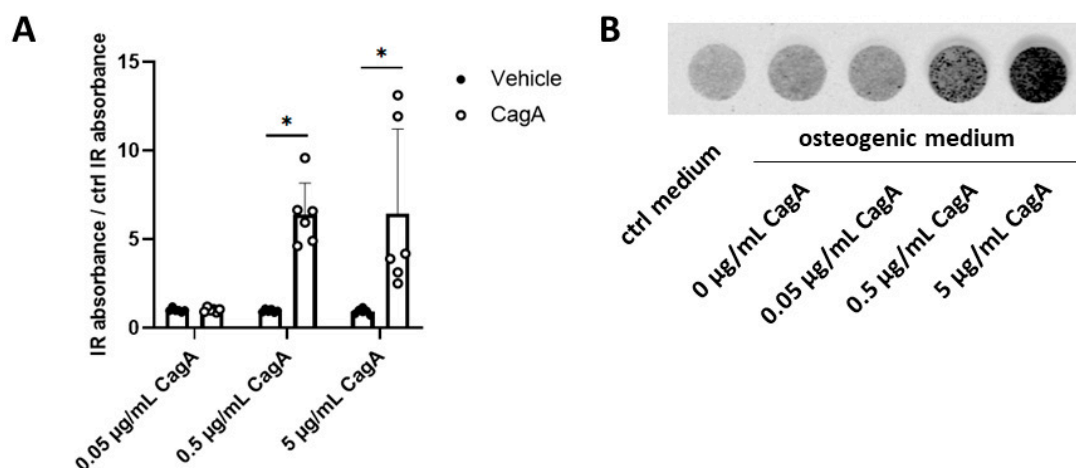 A
IR absorbance / ctrl IR absorbance
15
10
5
0
*
*
Vehicle
CagA
0.05 µg/mL CagA
0.5 µg/mL CagA
5 µg/mL CagA
B
osteogenic medium
ctrl medium
0 µg/mL CagA
0.05 µg/mL CagA
0.5 µg/mL CagA
5 µg/mL CagA